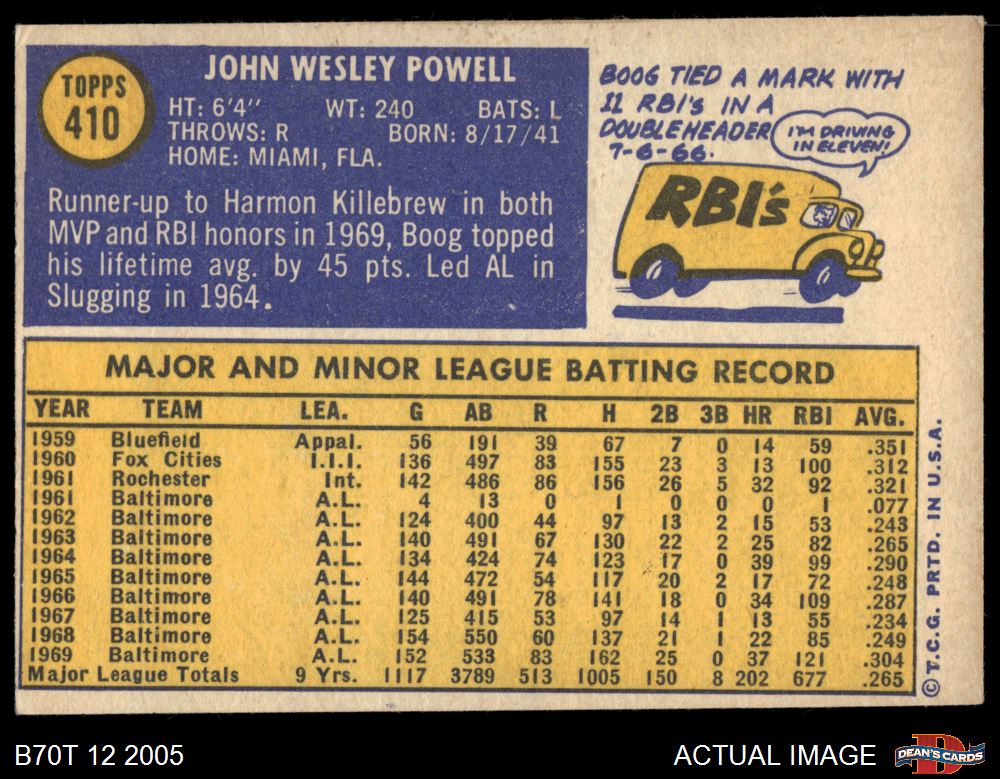 TOPPS
410
JOHN WESLEY POWELL
HT: 6'4" WT: 240 BATS: L
THROWS: R BORN: 8/17/41
HOME: MIAMI, FLA.
Runner-up to Harmon Killebrew in both
MVP and RBI honors in 1969, Boog topped
his lifetime avg. by 45 pts. Led AL in
Slugging in 1964.
BOOG TIED A MARK WITH
11 RBI'S IN A
DOUBLEHEADER
7-6-66.
I'M DRIVING
IN ELEVEN!
RBI's
MAJOR AND MINOR LEAGUE BATTING RECORD
YEAR TEAM LEA. G AB R H 2B 3B HR RBI AVG.
1959 Bluefield Appal. 56 191 39 67 7 0 14 59 .351
1960 Fox Cities I.I.I. 136 497 83 155 23 3 13 100 .312
1961 Rochester Int. 142 486 86 156 26 5 32 92 .321
1961 Baltimore A.L. 4 13 0 1 0 0 0 1 .077
1962 Baltimore A.L. 124 400 44 97 13 2 15 53 .243
1963 Baltimore A.L. 140 491 67 130 22 2 25 82 .265
1964 Baltimore A.L. 134 424 74 123 17 0 39 99 .290
1965 Baltimore A.L. 144 472 54 117 20 2 17 72 .248
1966 Baltimore A.L. 140 491 78 141 18 0 34 109 .287
1967 Baltimore A.L. 125 415 53 97 14 1 13 55 .234
1968 Baltimore A.L. 154 550 60 137 21 1 22 85 .249
1969 Baltimore A.L. 152 533 83 162 25 0 37 121 .304
Major League Totals 9 Yrs. 1117 3789 513 1005 150 8 202 677 .265
© T.C.G. PRTD. IN U.S.A.
B70T 12 2005
ACTUAL IMAGE
DEAN'S CARDS